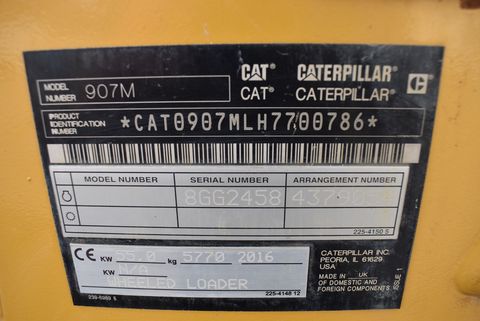 CAT CATERPILLAR
MODEL NUMBER 907M
CAT® CATERPILLAR® C
PRODUCT IDENTIFICATION NUMBER *CAT0907MLH7700786*
MODEL NUMBER SERIAL NUMBER ARRANGEMENT NUMBER
8GG2458
225-4150 5
CE KW 55.0 kg 5770 2016
KW N/A
WHEELED LOADER
225-4148 12
CATERPILLAR INC.
PEORIA, IL 61629
USA
MADE IN UK
OF DOMESTIC AND
FOREIGN COMPONENTS
ISSUE 1